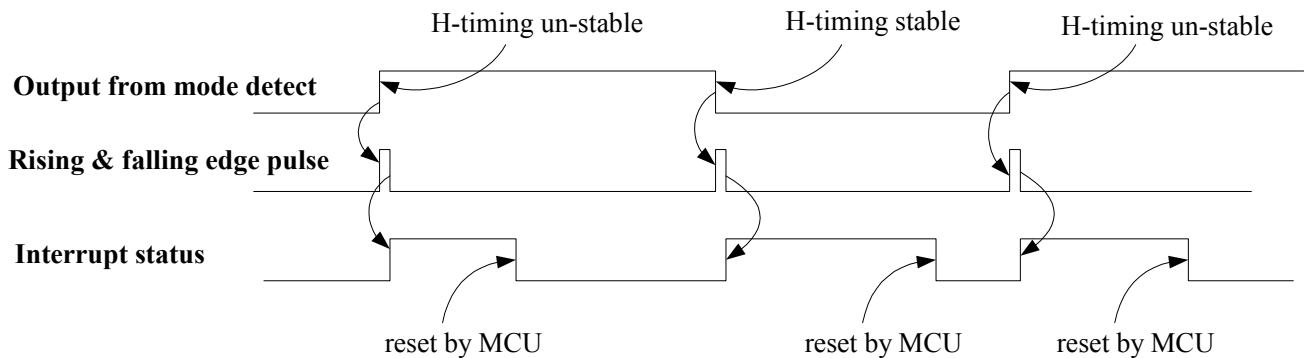 H-timing un-stable
H-timing stable
H-timing un-stable
Output from mode detect
Rising & falling edge pulse
Interrupt status
reset by MCU
reset by MCU
reset by MCU